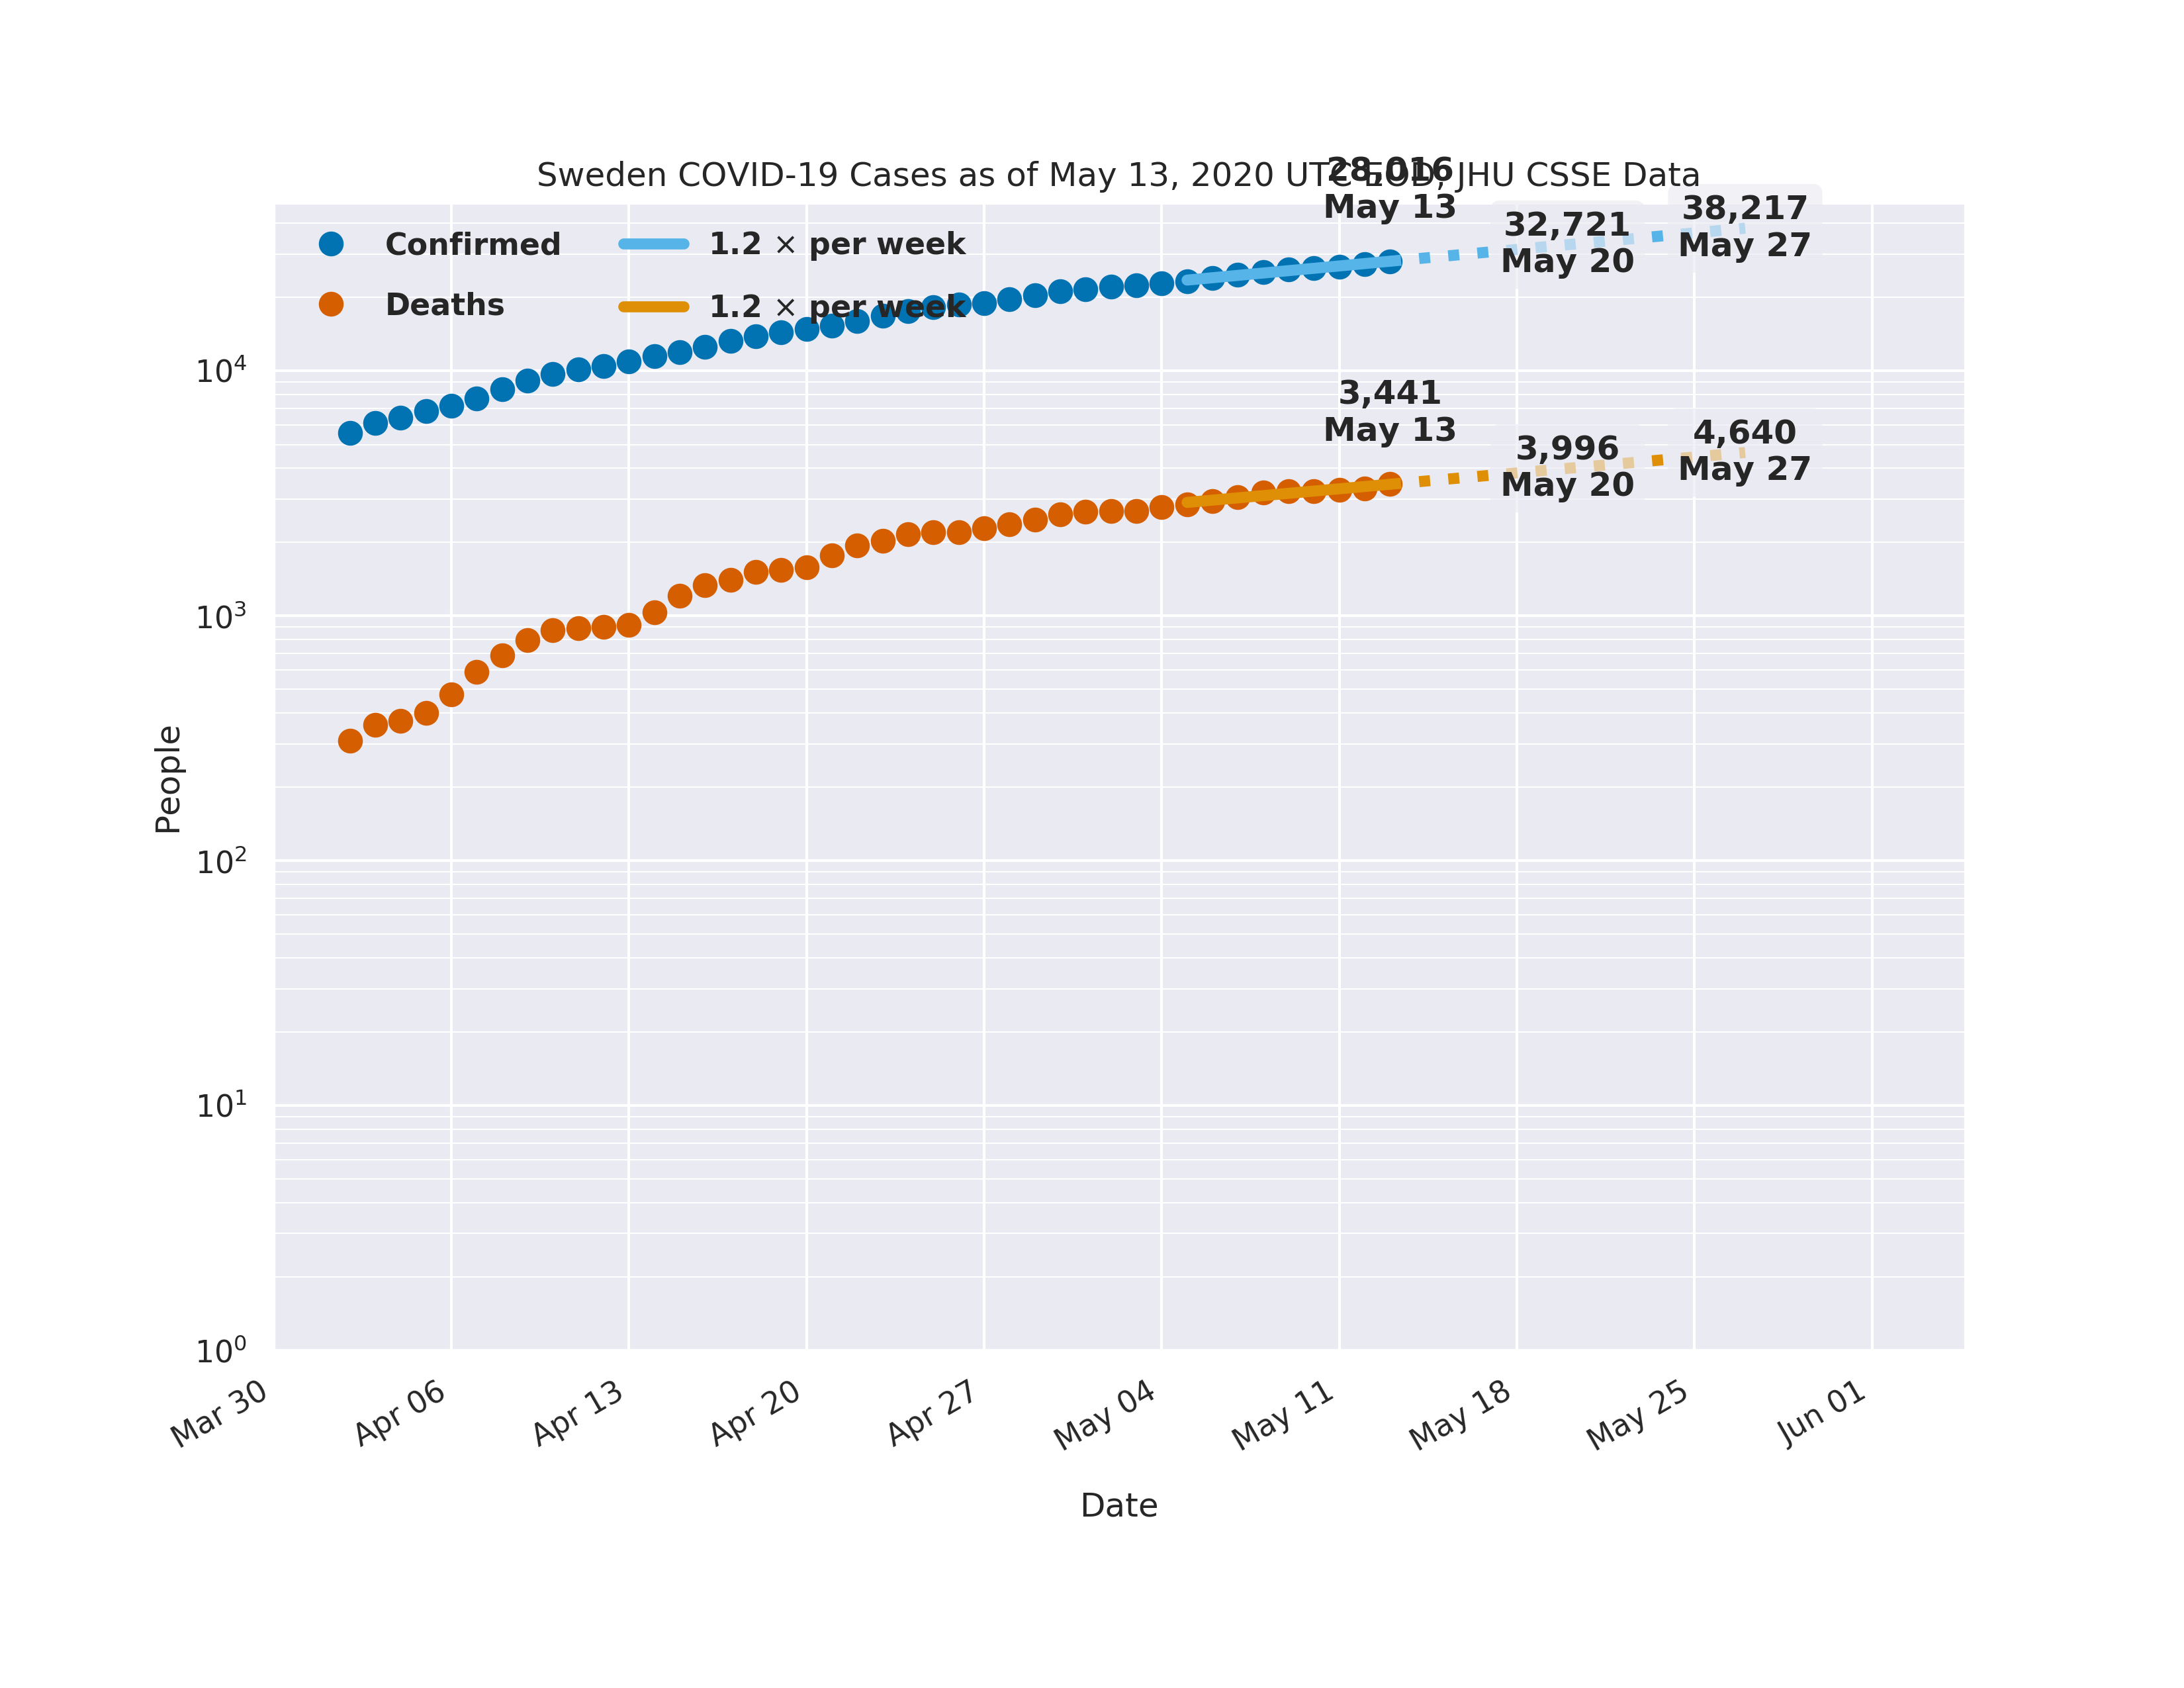 Sweden COVID-19 Cases as of May 13, 2020 UTC EOD, JHU CSSE Data
28,016
May 13
32,721
May 20
38,217
May 27
Confirmed
1.2 × per week
Deaths
1.2 × per week
3,441
May 13
3,996
May 20
4,640
May 27
People
10⁴
10³
10²
10¹
10⁰
Mar 30
Apr 06
Apr 13
Apr 20
Apr 27
May 04
May 11
May 18
May 25
Jun 01
Date